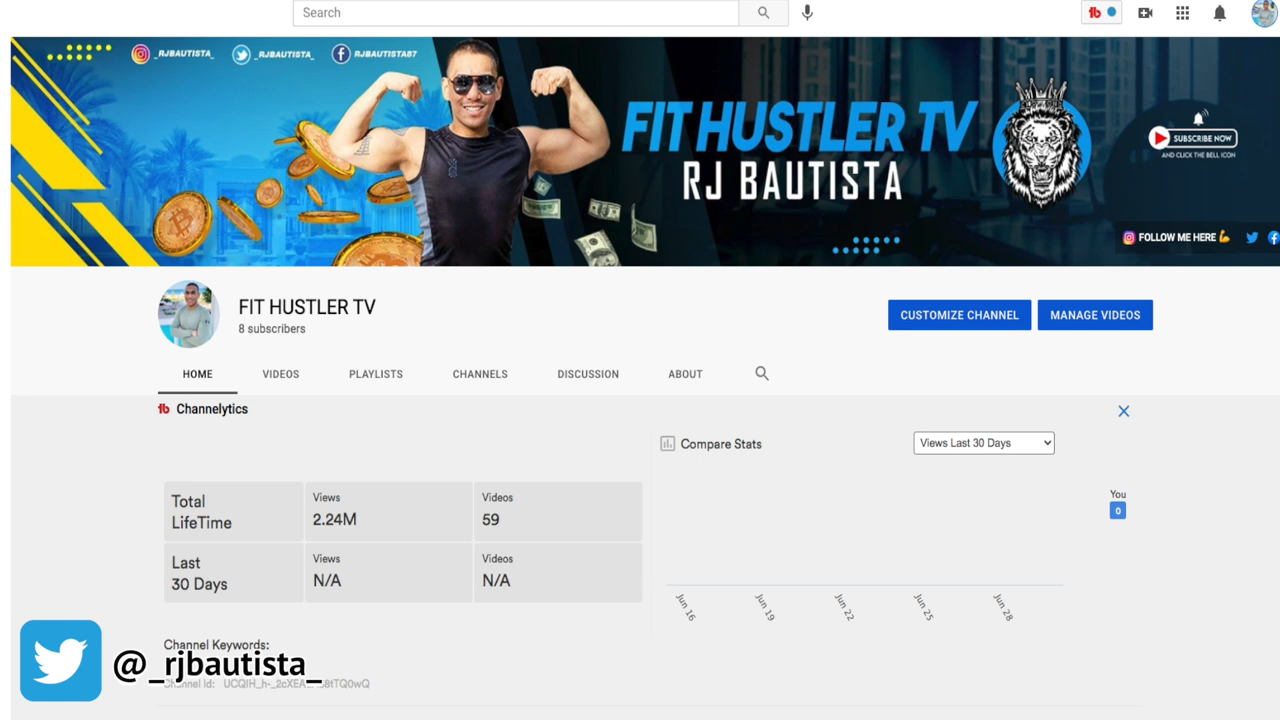 Search
_RJBAUTISTA_ _RJBAUTISTA_ RJBAUTISTA87
FIT HUSTLER TV
RJ BAUTISTA
SUBSCRIBE NOW
AND CLICK THE BELL ICON
FOLLOW ME HERE
FIT HUSTLER TV
8 subscribers
CUSTOMIZE CHANNEL MANAGE VIDEOS
HOME VIDEOS PLAYLISTS CHANNELS DISCUSSION ABOUT
tb Channelytics
Compare Stats Views Last 30 Days
Total LifeTime Views 2.24M Videos 59
You
0
Last 30 Days Views N/A Videos N/A
Jun 16 Jun 19 Jun 22 Jun 25 Jun 28
Channel Keywords:
@_rjbautista_
Channel Id: